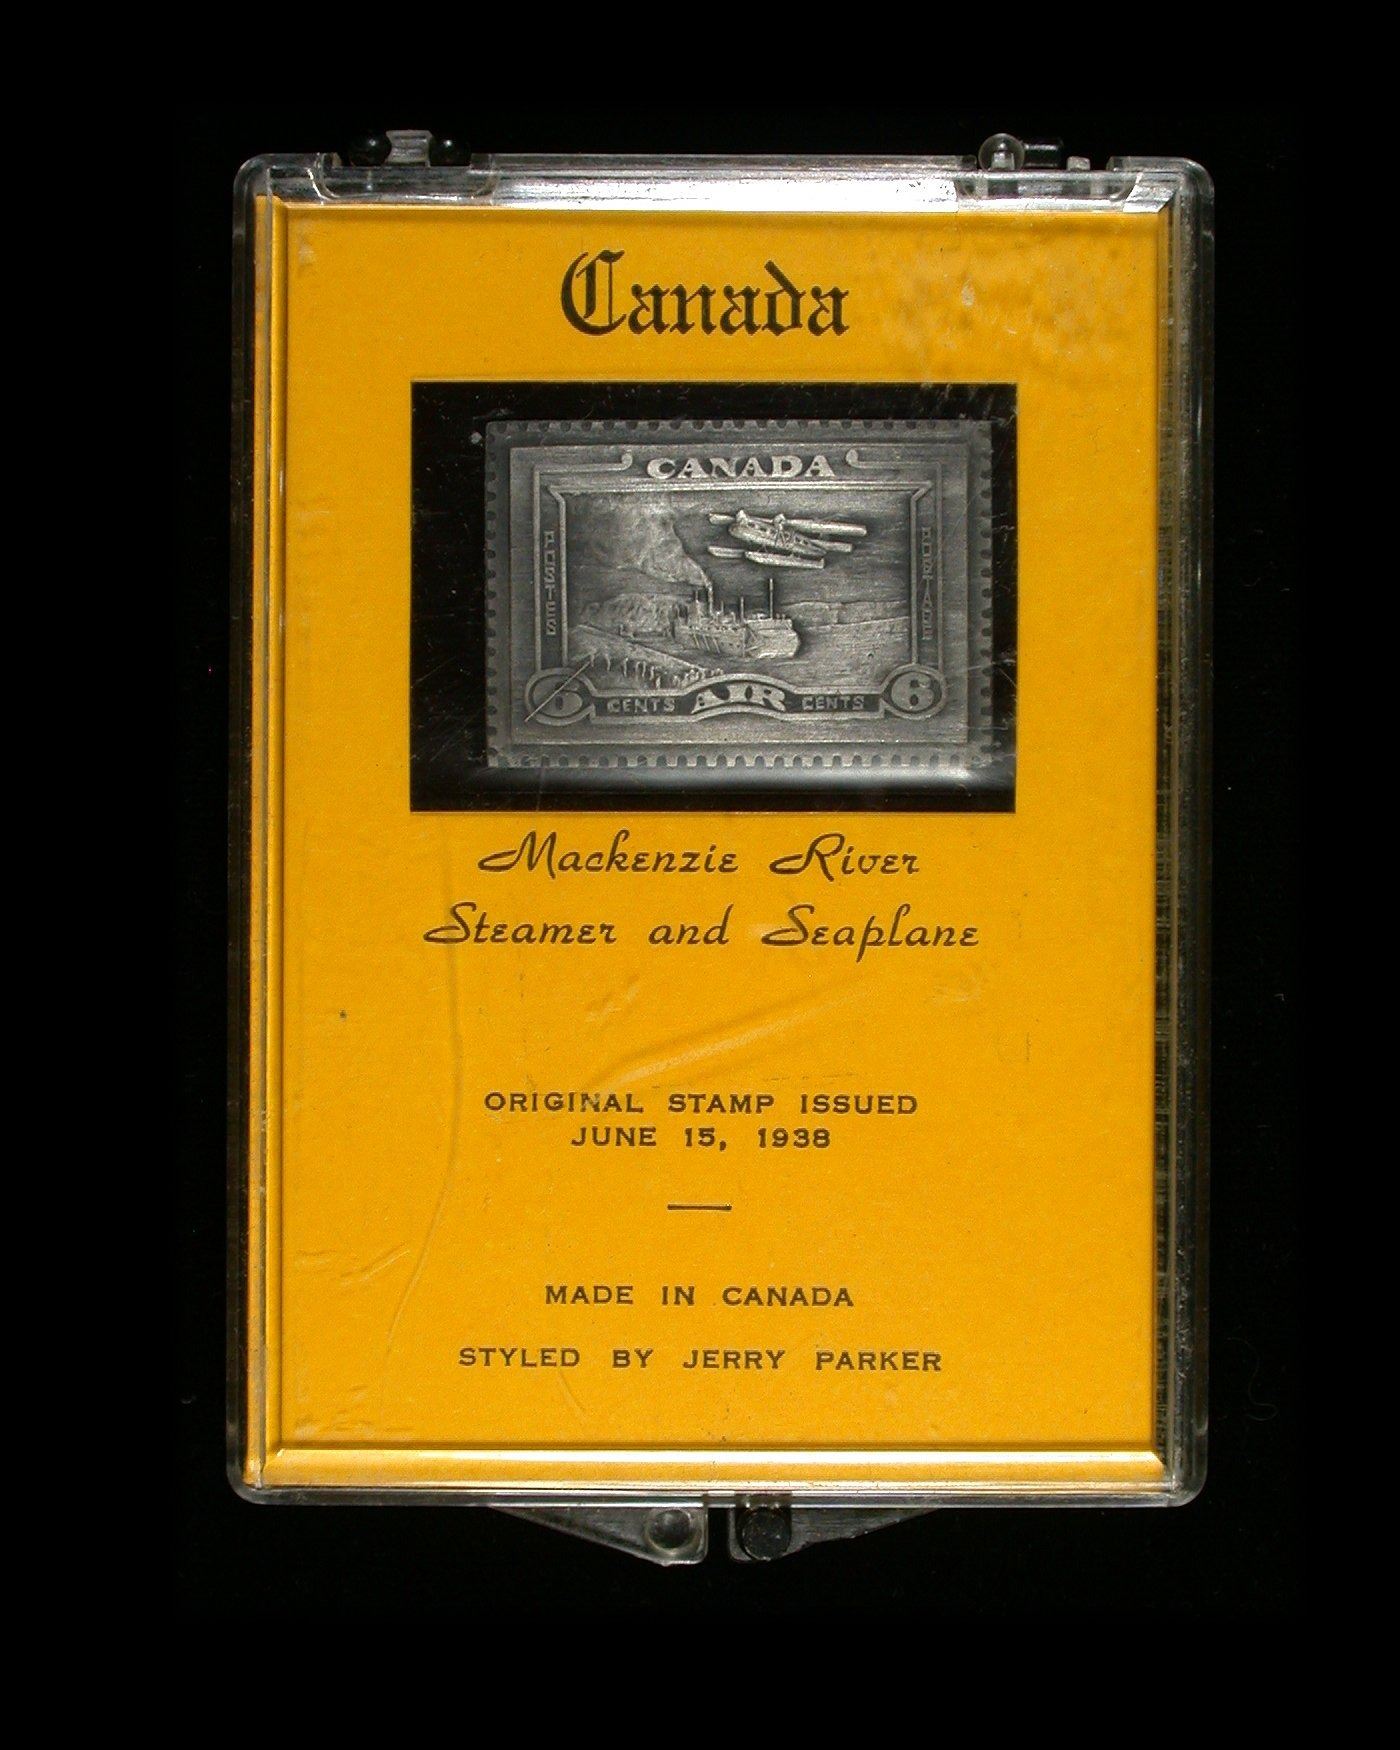 Canada
CANADA
POSTES
POSTAGE
6 CENTS AIR CENTS 6
Mackenzie River
Steamer and Seaplane
ORIGINAL STAMP ISSUED
JUNE 15, 1938
MADE IN CANADA
STYLED BY JERRY PARKER